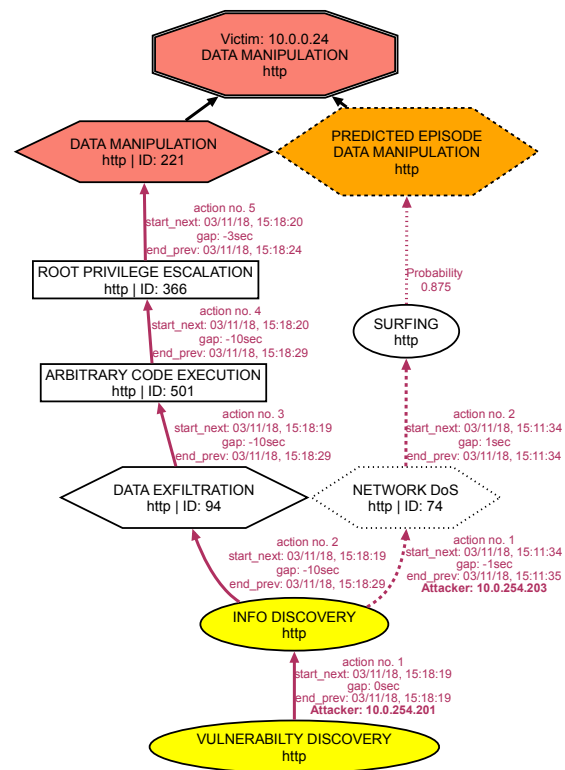 Victim: 10.0.0.24
DATA MANIPULATION
http
DATA MANIPULATION
http | ID: 221
PREDICTED EPISODE
DATA MANIPULATION
http
action no. 5
start_next: 03/11/18, 15:18:20
gap: -3sec
end_prev: 03/11/18, 15:18:24
ROOT PRIVILEGE ESCALATION
http | ID: 366
Probability
0.875
action no. 4
start_next: 03/11/18, 15:18:20
gap: -10sec
end_prev: 03/11/18, 15:18:29
SURFING
http
ARBITRARY CODE EXECUTION
http | ID: 501
action no. 3
start_next: 03/11/18, 15:18:19
gap: -10sec
end_prev: 03/11/18, 15:18:29
action no. 2
start_next: 03/11/18, 15:11:34
gap: 1sec
end_prev: 03/11/18, 15:11:34
DATA EXFILTRATION
http | ID: 94
NETWORK DoS
http | ID: 74
action no. 2
start_next: 03/11/18, 15:18:19
gap: -10sec
end_prev: 03/11/18, 15:18:29
action no. 1
start_next: 03/11/18, 15:11:34
gap: -1sec
end_prev: 03/11/18, 15:11:35
Attacker: 10.0.254.203
INFO DISCOVERY
http
action no. 1
start_next: 03/11/18, 15:18:19
gap: 0sec
end_prev: 03/11/18, 15:18:19
Attacker: 10.0.254.201
VULNERABILTY DISCOVERY
http